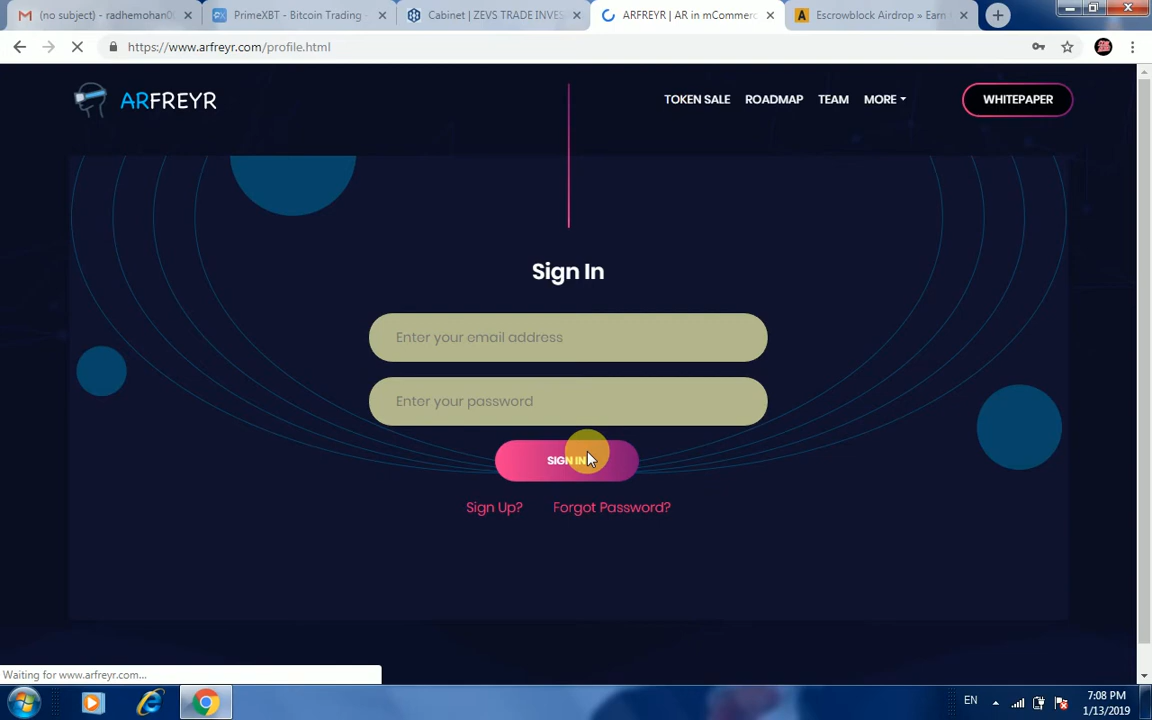 (no subject) - radhemohan0
PrimeXBT - Bitcoin Trading -
Cabinet | ZEVS TRADE INVES
ARFREYR | AR in mCommerc
Escrowblock Airdrop » Earn
https://www.arfreyr.com/profile.html
ARFREYR
TOKEN SALE
ROADMAP
TEAM
MORE
WHITEPAPER
Sign In
Enter your email address
Enter your password
SIGN IN
Sign Up?
Forgot Password?
Waiting for www.arfreyr.com...
EN
7:08 PM
1/13/2019